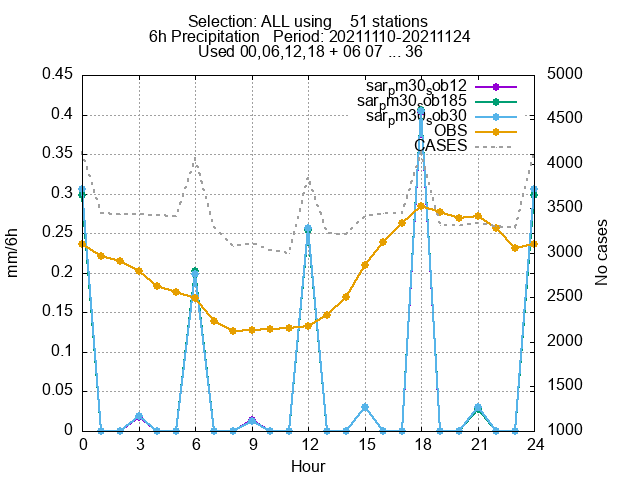 Selection: ALL using    51 stations
6h Precipitation   Period: 20211110-20211124
Used 00,06,12,18 + 06 07 ... 36
sar_pm30_sob12
sar_pm30_sob185
sar_pm30_sob30
OBS
CASES
0.45
0.4
0.35
0.3
0.25
0.2
0.15
0.1
0.05
0
mm/6h
5000
4500
4000
3500
3000
2500
2000
1500
1000
No cases
0 3 6 9 12 15 18 21 24
Hour